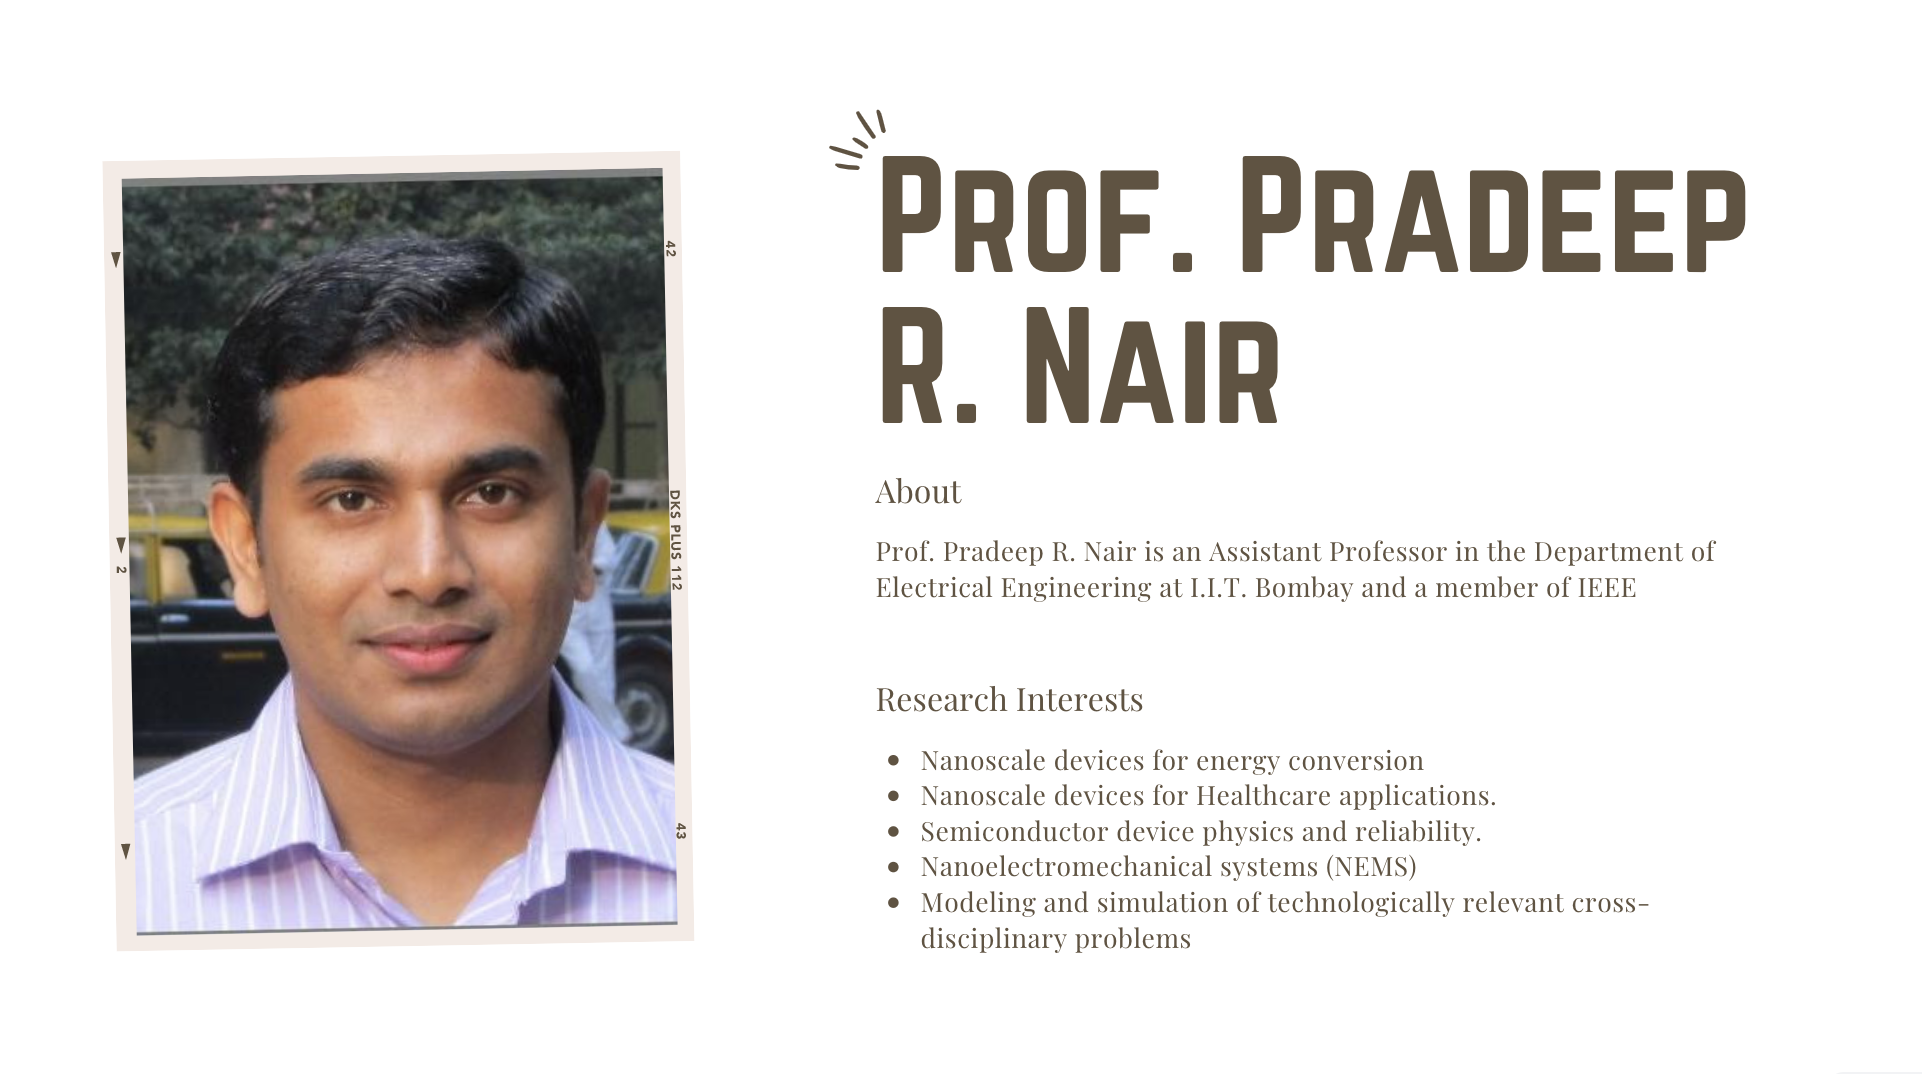 42
DKS PLUS 112
2
43
PROF. PRADEEP
R. NAIR
About
Prof. Pradeep R. Nair is an Assistant Professor in the Department of
Electrical Engineering at I.I.T. Bombay and a member of IEEE
Research Interests
• Nanoscale devices for energy conversion
• Nanoscale devices for Healthcare applications.
• Semiconductor device physics and reliability.
• Nanoelectromechanical systems (NEMS)
• Modeling and simulation of technologically relevant cross-
disciplinary problems